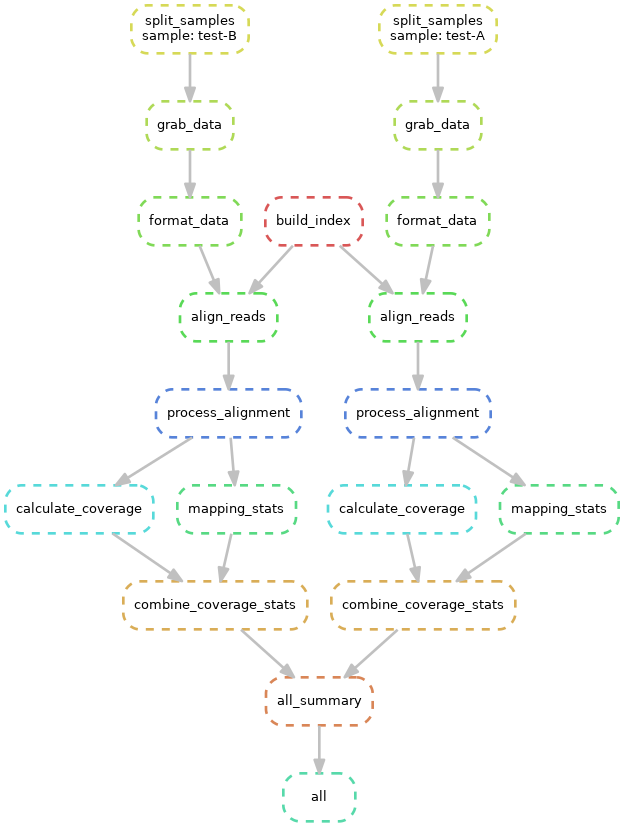 split_samples
sample: test-B
split_samples
sample: test-A
grab_data
grab_data
format_data
build_index
format_data
align_reads
align_reads
process_alignment
process_alignment
calculate_coverage
mapping_stats
calculate_coverage
mapping_stats
combine_coverage_stats
combine_coverage_stats
all_summary
all